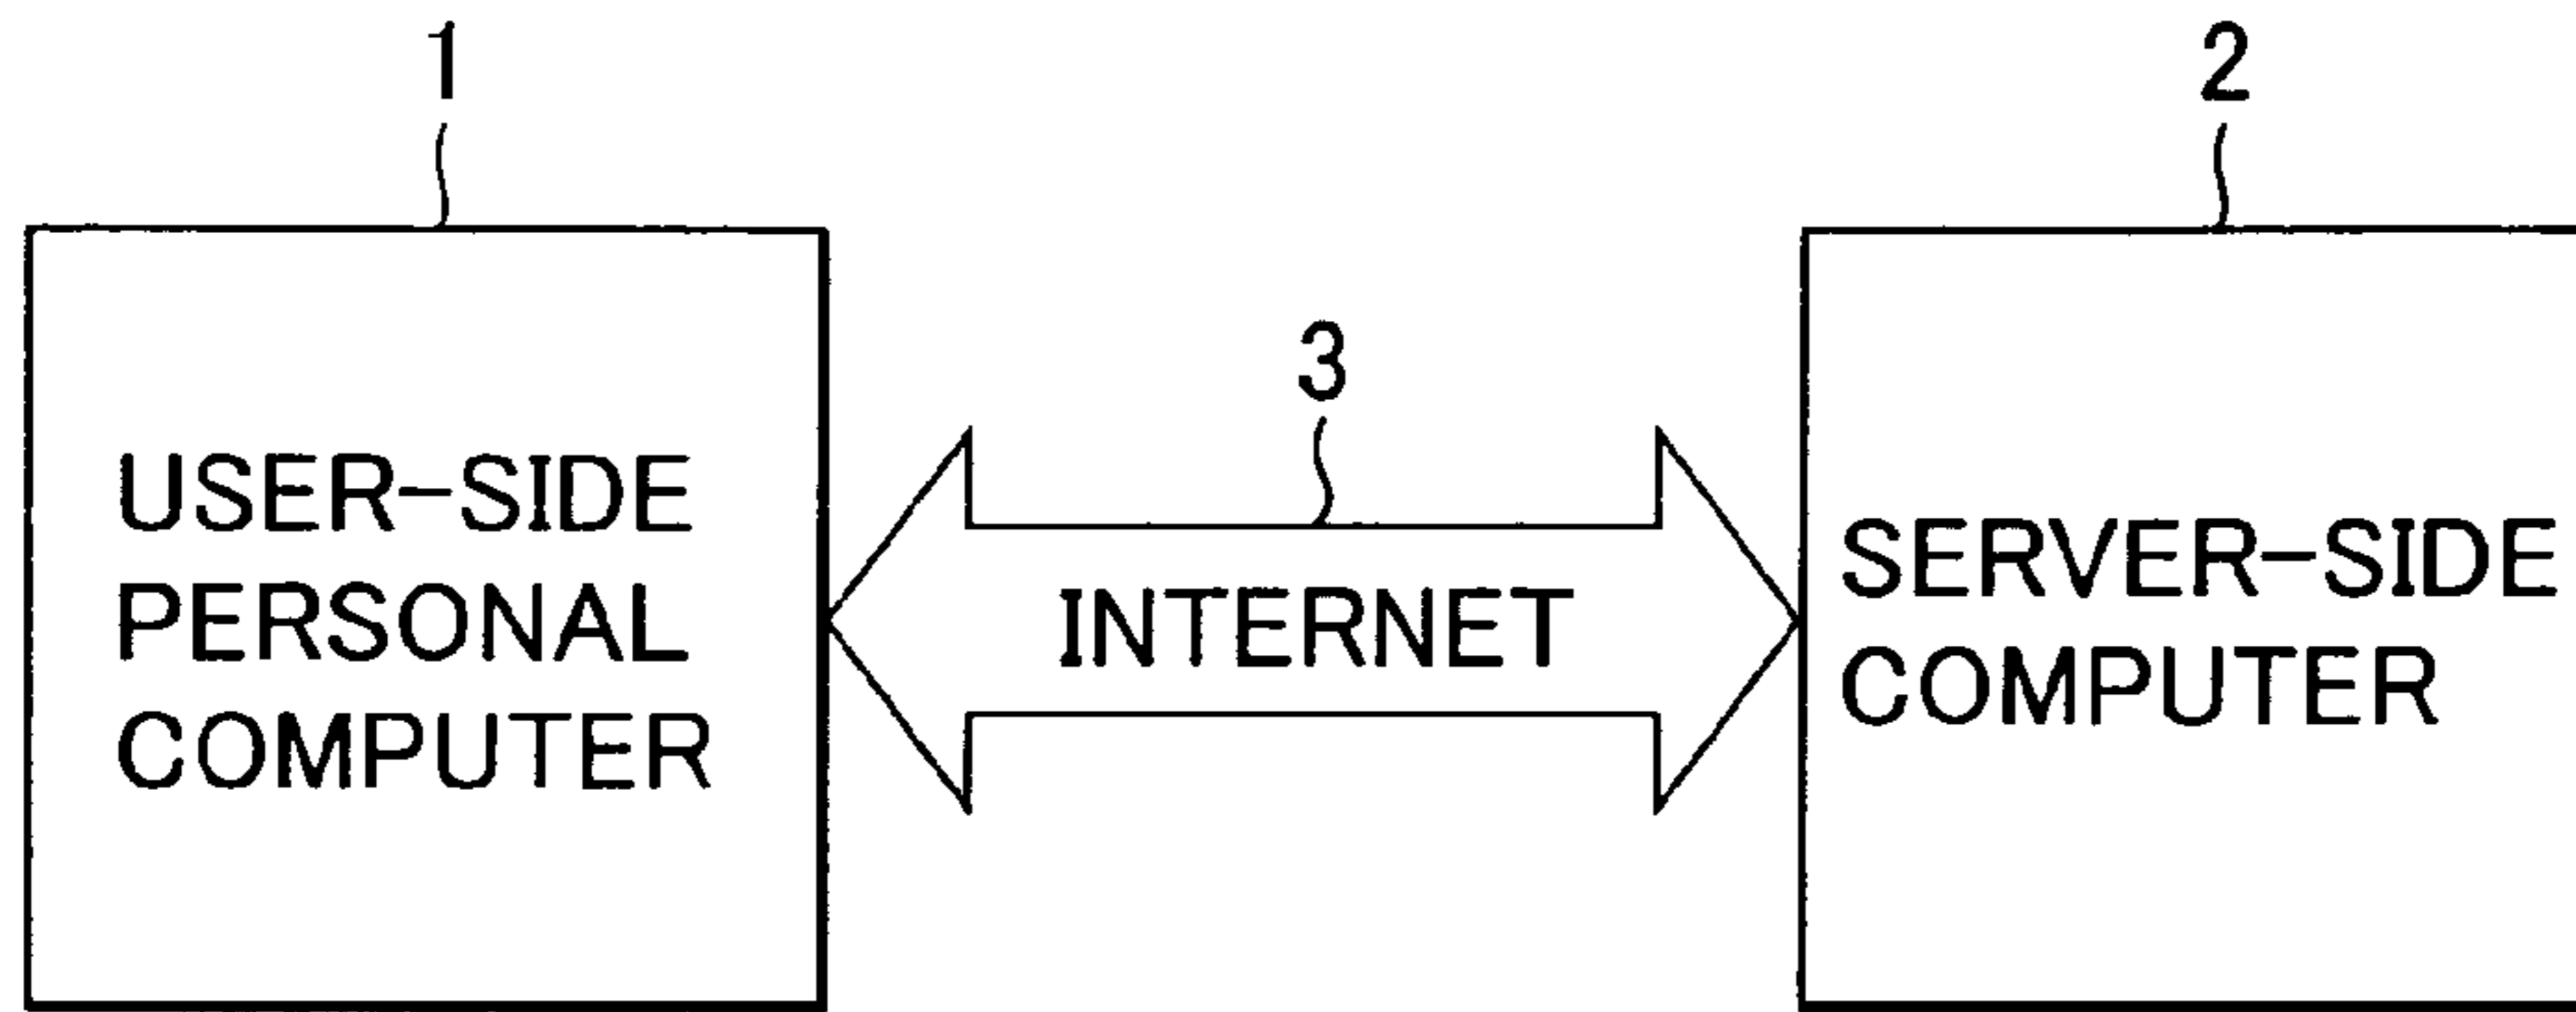 1
2
3
USER-SIDE
PERSONAL
COMPUTER
INTERNET
SERVER-SIDE
COMPUTER